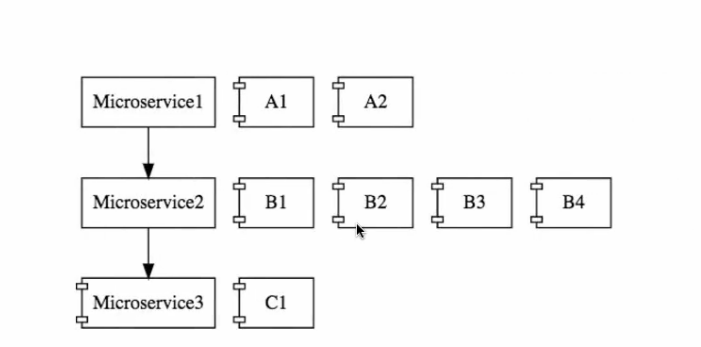 Microservice1 A1 A2
Microservice2 B1 B2 B3 B4
Microservice3 C1